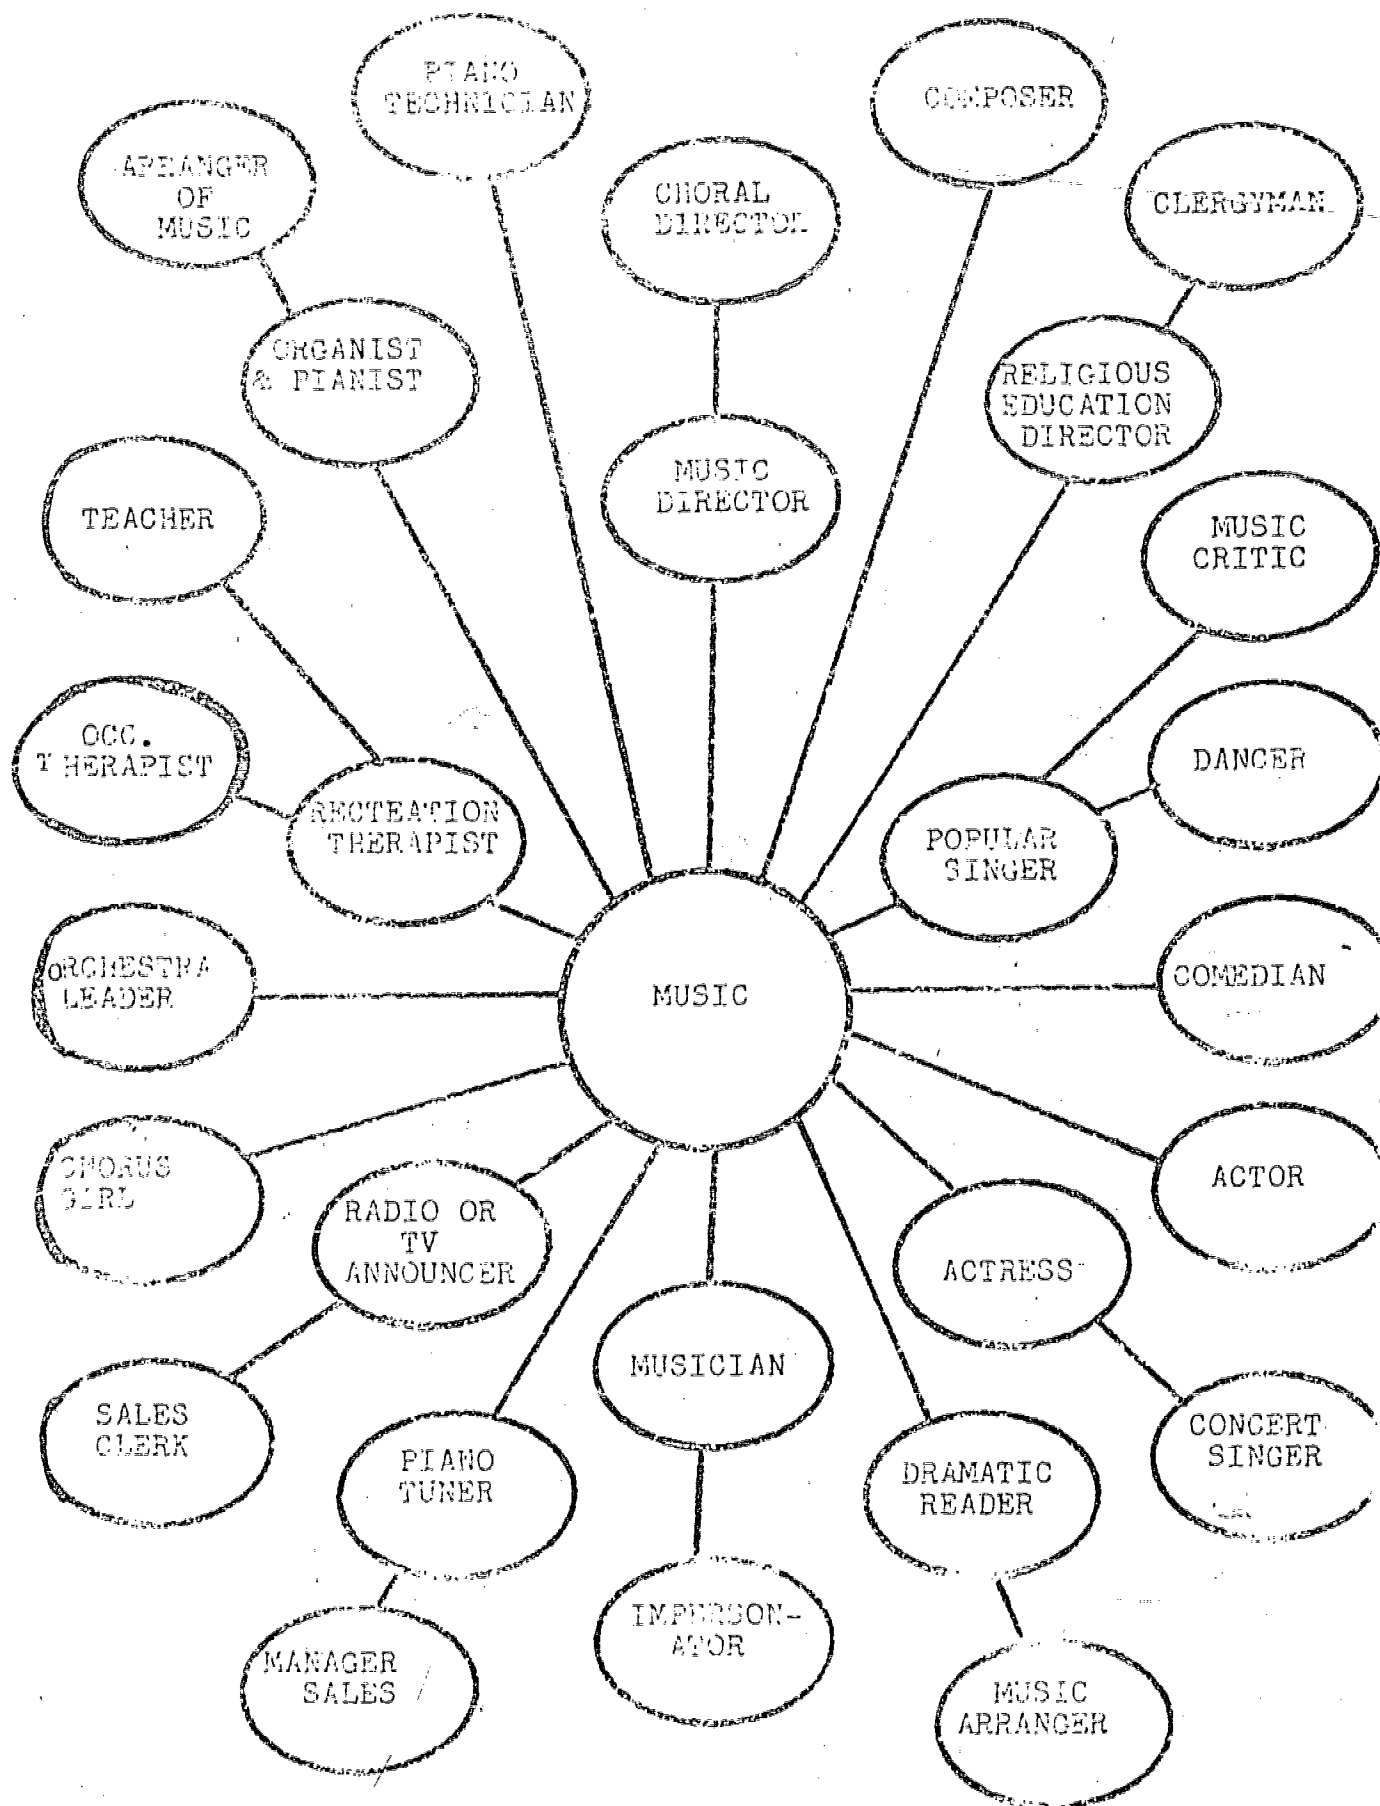 PIANO
TECHNICIAN
COMPOSER
ARRANGER
OF
MUSIC
CHORAL
DIRECTOR
CLERGYMAN
ORGANIST
& PIANIST
RELIGIOUS
EDUCATION
DIRECTOR
TEACHER
MUSIC
DIRECTOR
MUSIC
CRITIC
OCC.
THERAPIST
DANCER
RECTEATION
THERAPIST
POPULAR
SINGER
ORCHESTRA
LEADER
MUSIC
COMEDIAN
CHORUS
GIRL
RADIO OR
TV
ANNOUNCER
ACTRESS
ACTOR
SALES
CLERK
PIANO
TUNER
MUSICIAN
DRAMATIC
READER
CONCERT
SINGER
MANAGER
SALES
IMPERSON-
ATOR
MUSIC
ARRANGER